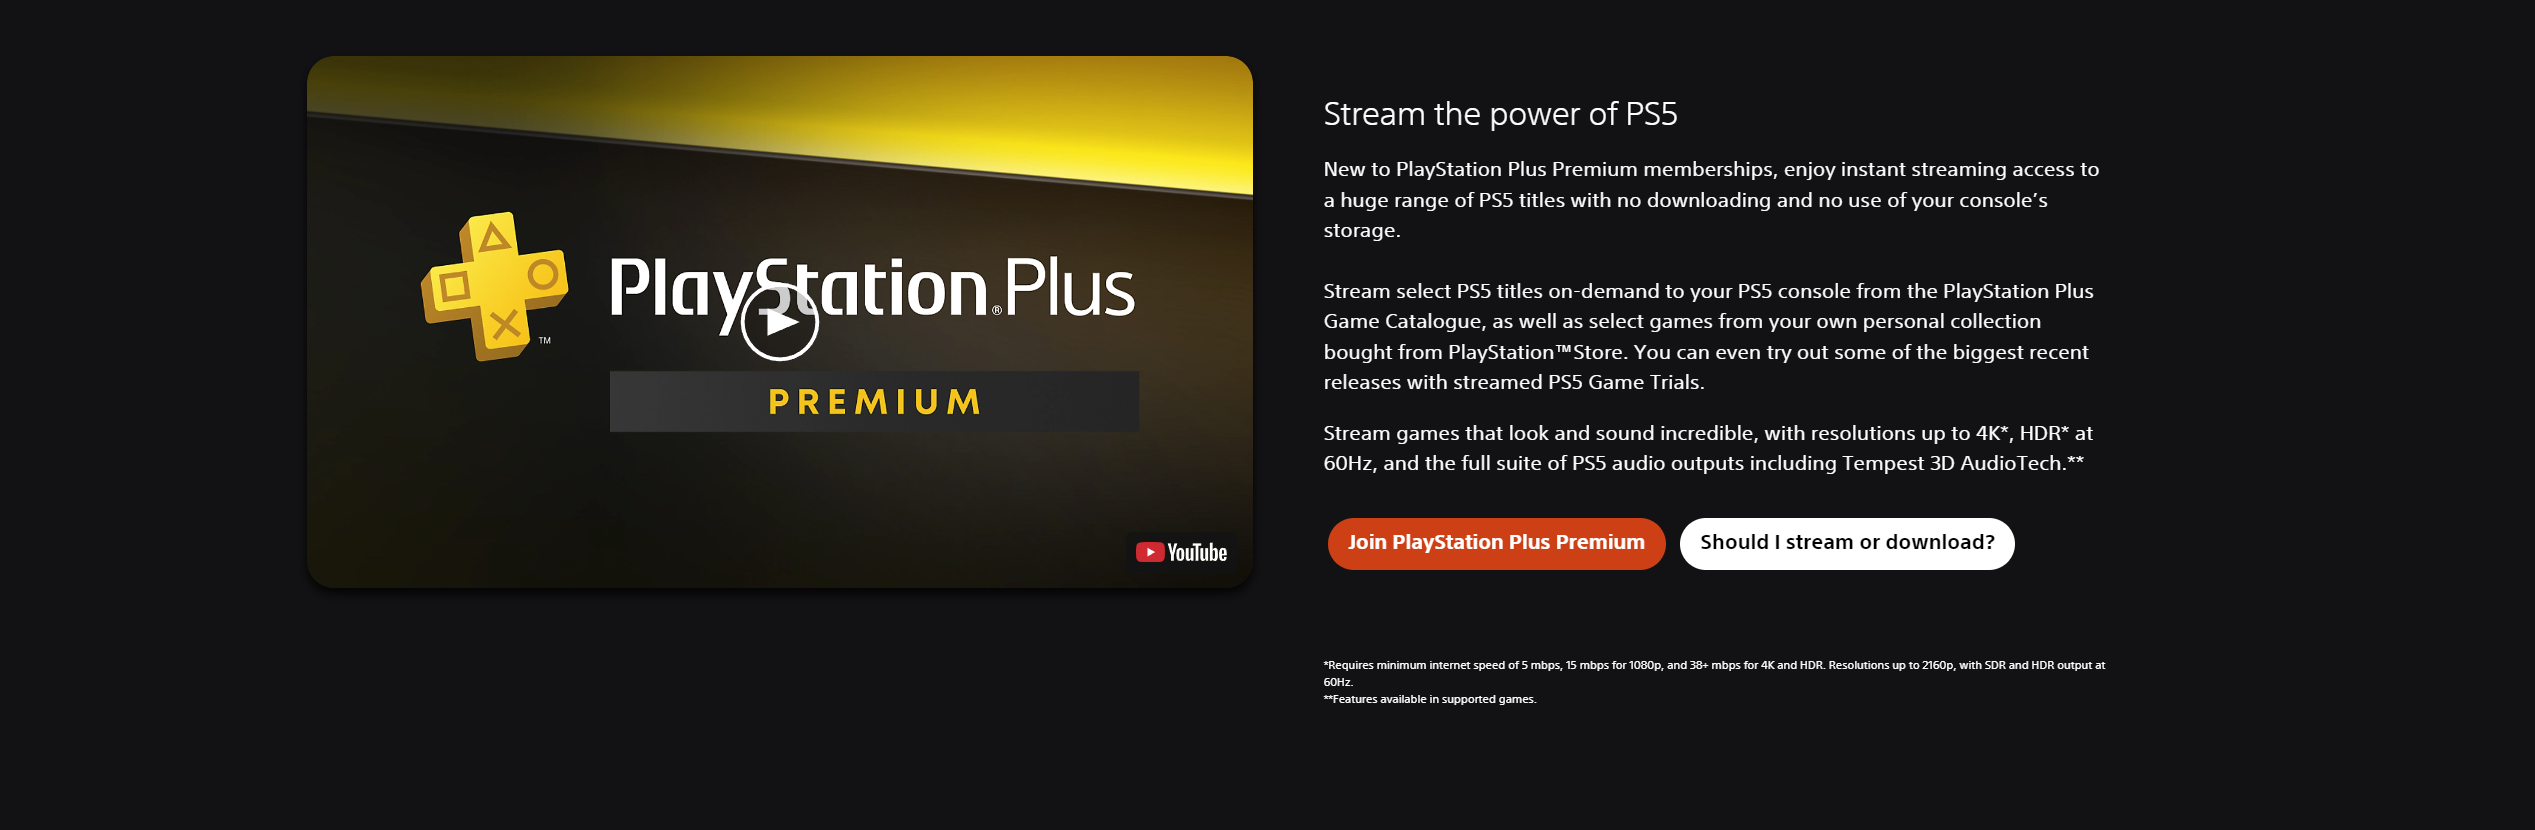 PlayStation®Plus
TM
PREMIUM
YouTube
Stream the power of PS5
New to PlayStation Plus Premium memberships, enjoy instant streaming access to
a huge range of PS5 titles with no downloading and no use of your console's
storage.
Stream select PS5 titles on-demand to your PS5 console from the PlayStation Plus
Game Catalogue, as well as select games from your own personal collection
bought from PlayStation™Store. You can even try out some of the biggest recent
releases with streamed PS5 Game Trials.
Stream games that look and sound incredible, with resolutions up to 4K*, HDR* at
60Hz, and the full suite of PS5 audio outputs including Tempest 3D AudioTech.**
Join PlayStation Plus Premium
Should I stream or download?
*Requires minimum internet speed of 5 mbps, 15 mbps for 1080p, and 38+ mbps for 4K and HDR. Resolutions up to 2160p, with SDR and HDR output at
60Hz.
**Features available in supported games.